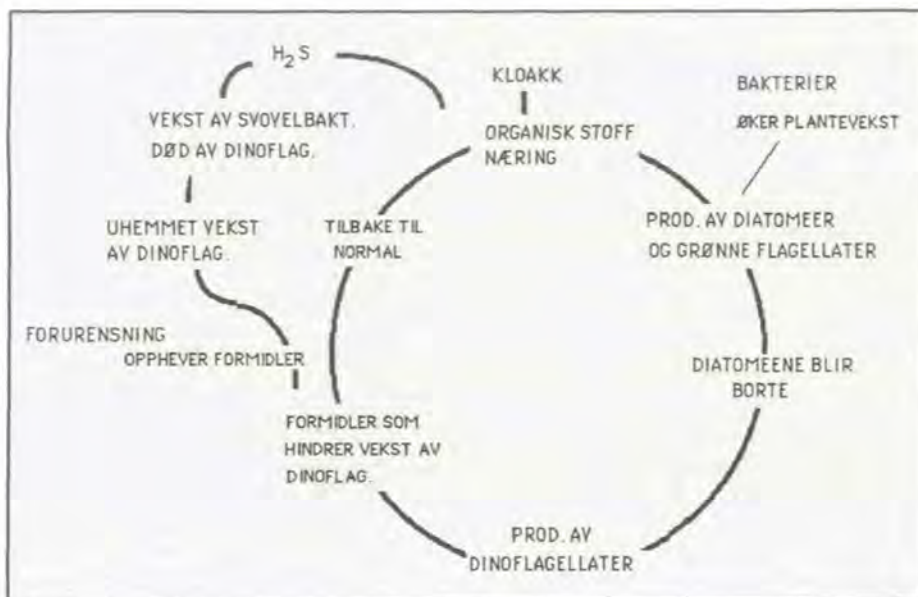 H2S
KLOAKK
ORGANISK STOFF
NÆRING
BAKTERIER
ØKER PLANTEVEKST
PROD. AV DIATOMEER
OG GRØNNE FLAGELLATER
DIATOMEENE BLIR
BORTE
PROD. AV
DINOFLAGELLATER
FORMIDLER SOM
HINDRER VEKST AV
DINOFLAG.
TILBAKE TIL
NORMAL
FORURENSNING
OPPHEVER FORMIDLER
UHEMMET VEKST
AV DINOFLAG.
VEKST AV SVOVELBAKT.
DØD AV DINOFLAG.